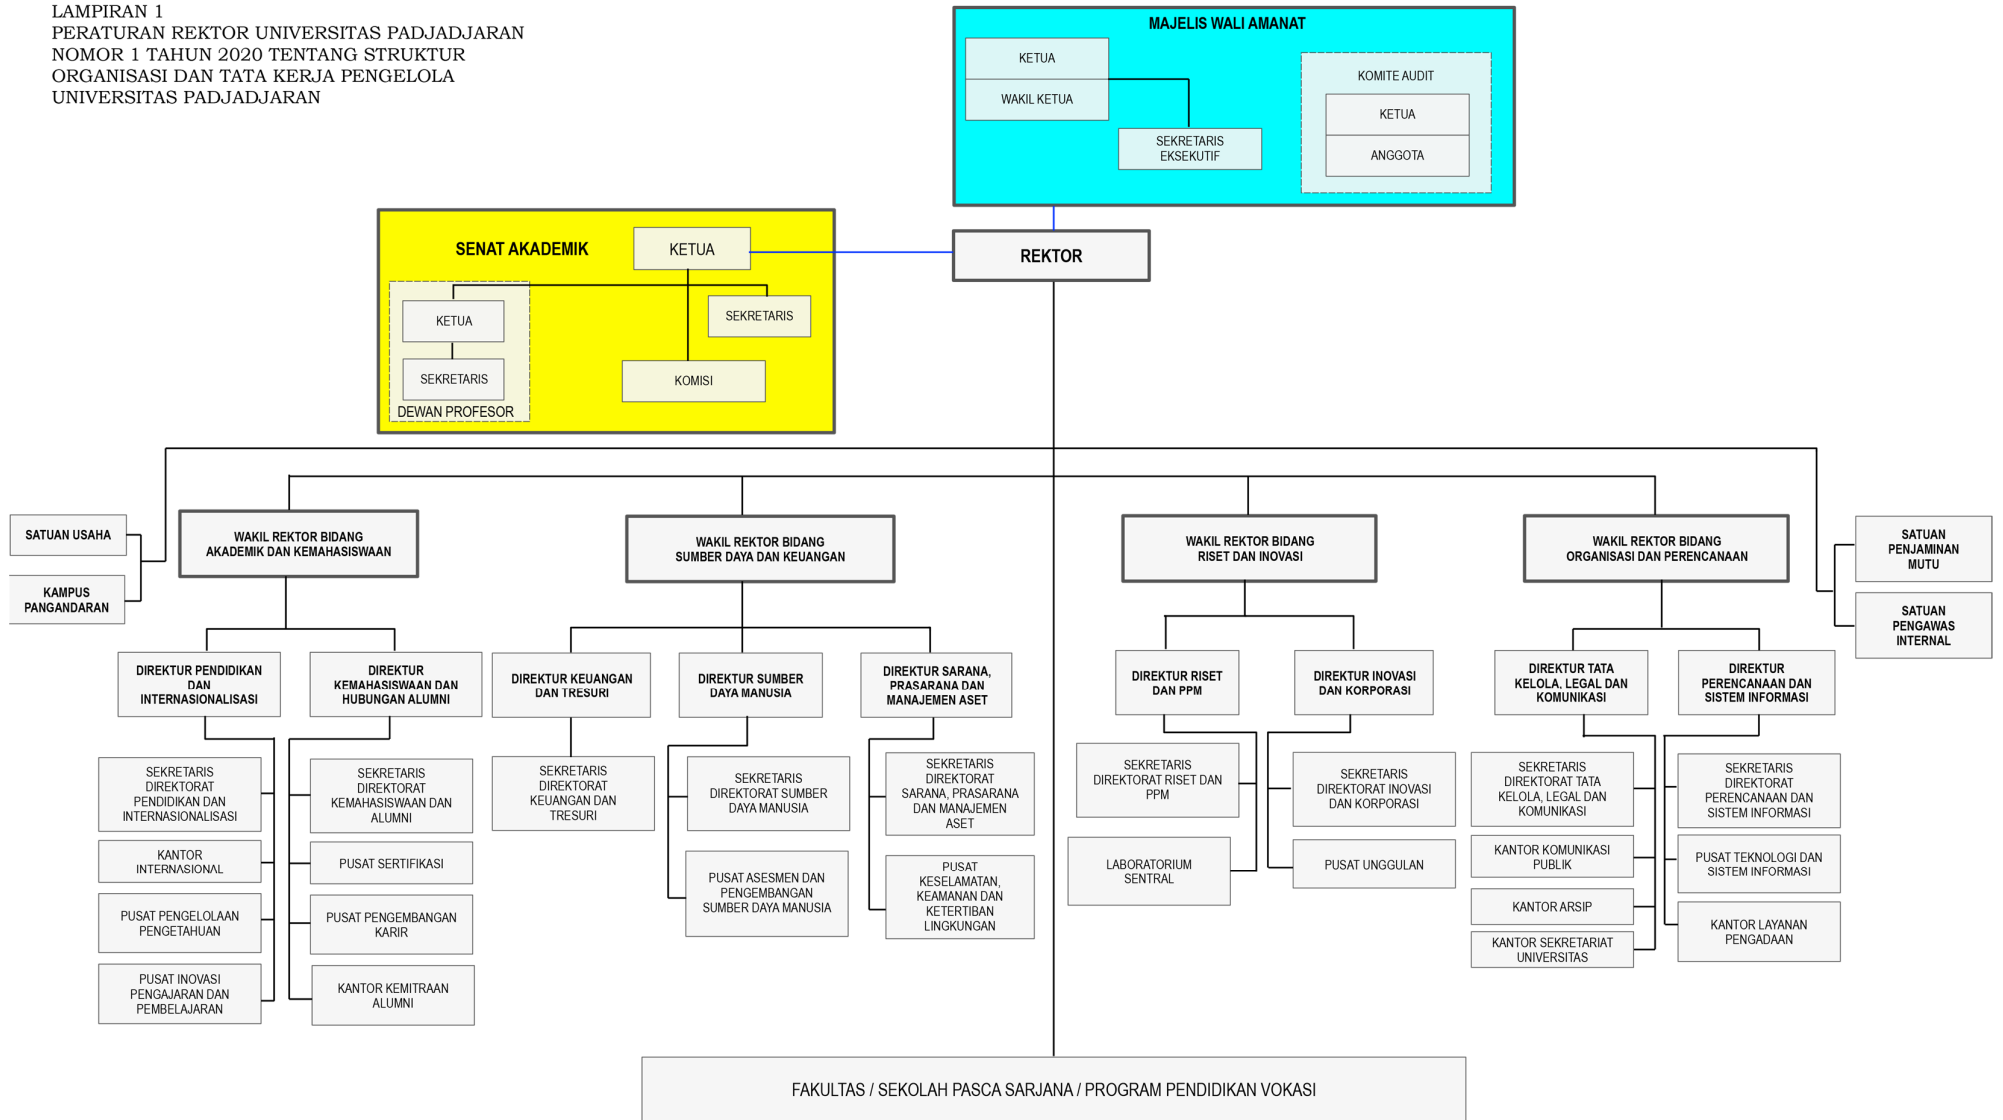 LAMPIRAN 1
PERATURAN REKTOR UNIVERSITAS PADJADJARAN
NOMOR 1 TAHUN 2020 TENTANG STRUKTUR
ORGANISASI DAN TATA KERJA PENGELOLA
UNIVERSITAS PADJADJARAN
MAJELIS WALI AMANAT
KETUA
WAKIL KETUA
SEKRETARIS
EKSEKUTIF
KOMITE AUDIT
KETUA
ANGGOTA
SENAT AKADEMIK
KETUA
KETUA
SEKRETARIS
DEWAN PROFESOR
SEKRETARIS
KOMISI
REKTOR
SATUAN USAHA
KAMPUS
PANGANDARAN
WAKIL REKTOR BIDANG
AKADEMIK DAN KEMAHASISWAAN
WAKIL REKTOR BIDANG
SUMBER DAYA DAN KEUANGAN
WAKIL REKTOR BIDANG
RISET DAN INOVASI
WAKIL REKTOR BIDANG
ORGANISASI DAN PERENCANAAN
SATUAN
PENJAMINAN
MUTU
SATUAN
PENGAWAS
INTERNAL
DIREKTUR PENDIDIKAN
DAN
INTERNASIONALISASI
DIREKTUR
KEMAHASISWAAN DAN
HUBUNGAN ALUMNI
DIREKTUR KEUANGAN
DAN TRESURI
DIREKTUR SUMBER
DAYA MANUSIA
DIREKTUR SARANA,
PRASARANA DAN
MANAJEMEN ASET
DIREKTUR RISET
DAN PPM
DIREKTUR INOVASI
DAN KORPORASI
DIREKTUR TATA
KELOLA, LEGAL DAN
KOMUNIKASI
DIREKTUR
PERENCANAAN DAN
SISTEM INFORMASI
SEKRETARIS
DIREKTORAT
PENDIDIKAN DAN
INTERNASIONALISASI
KANTOR
INTERNASIONAL
PUSAT PENGELOLAAN
PENGETAHUAN
PUSAT INOVASI
PENGAJARAN DAN
PEMBELAJARAN
SEKRETARIS
DIREKTORAT
KEMAHASISWAAN DAN
ALUMNI
PUSAT SERTIFIKASI
PUSAT PENGEMBANGAN
KARIR
KANTOR KEMITRAAN
ALUMNI
SEKRETARIS
DIREKTORAT
KEUANGAN DAN
TRESURI
SEKRETARIS
DIREKTORAT SUMBER
DAYA MANUSIA
PUSAT ASESMEN DAN
PENGEMBANGAN
SUMBER DAYA MANUSIA
SEKRETARIS
DIREKTORAT
SARANA, PRASARANA
DAN MANAJEMEN
ASET
PUSAT
KESELAMATAN,
KEAMANAN DAN
KETERTIBAN
LINGKUNGAN
SEKRETARIS
DIREKTORAT RISET DAN
PPM
LABORATORIUM
SENTRAL
SEKRETARIS
DIREKTORAT INOVASI
DAN KORPORASI
PUSAT UNGGULAN
SEKRETARIS
DIREKTORAT TATA
KELOLA, LEGAL DAN
KOMUNIKASI
KANTOR KOMUNIKASI
PUBLIK
KANTOR ARSIP
KANTOR SEKRETARIAT
UNIVERSITAS
SEKRETARIS
DIREKTORAT
PERENCANAAN DAN
SISTEM INFORMASI
PUSAT TEKNOLOGI DAN
SISTEM INFORMASI
KANTOR LAYANAN
PENGADAAN
FAKULTAS / SEKOLAH PASCA SARJANA / PROGRAM PENDIDIKAN VOKASI